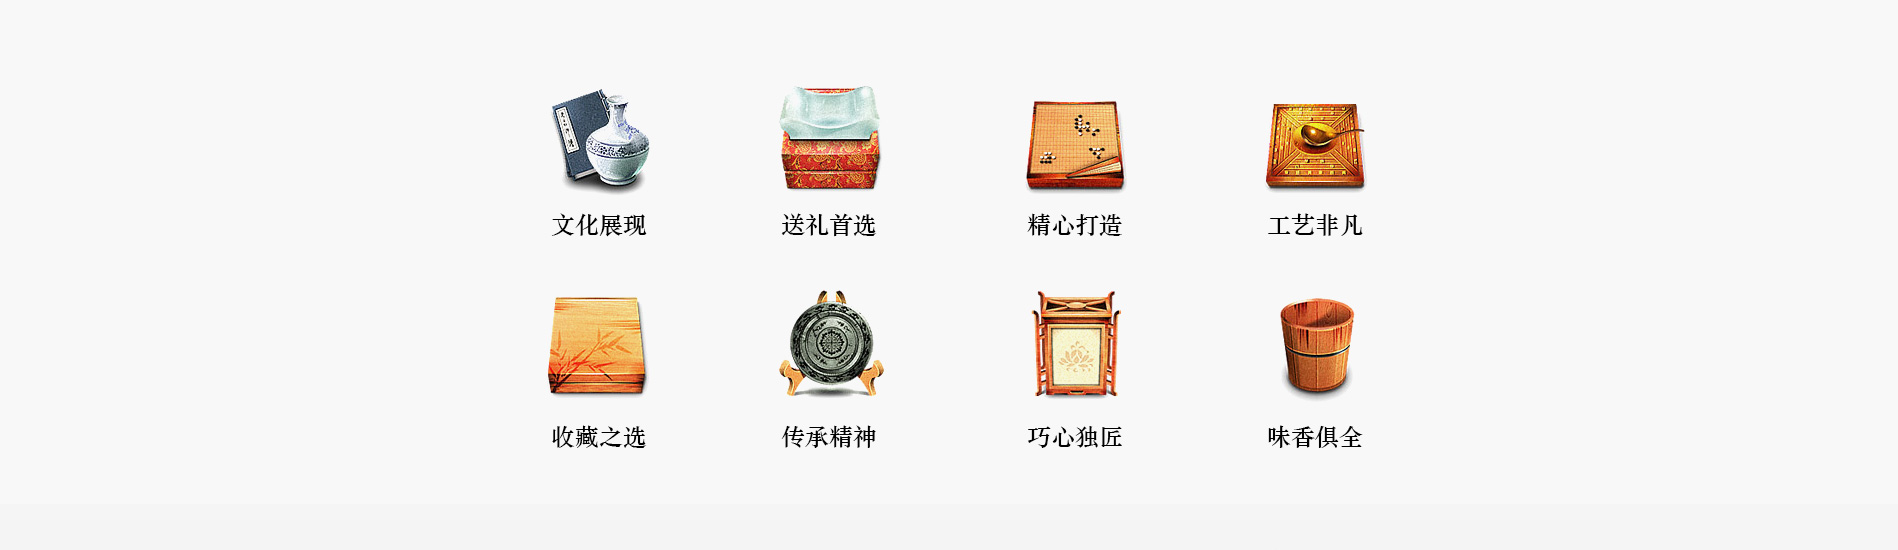 文化展现
送礼首选
精心打造
工艺非凡
收藏之选
传承精神
巧心独匠
味香俱全